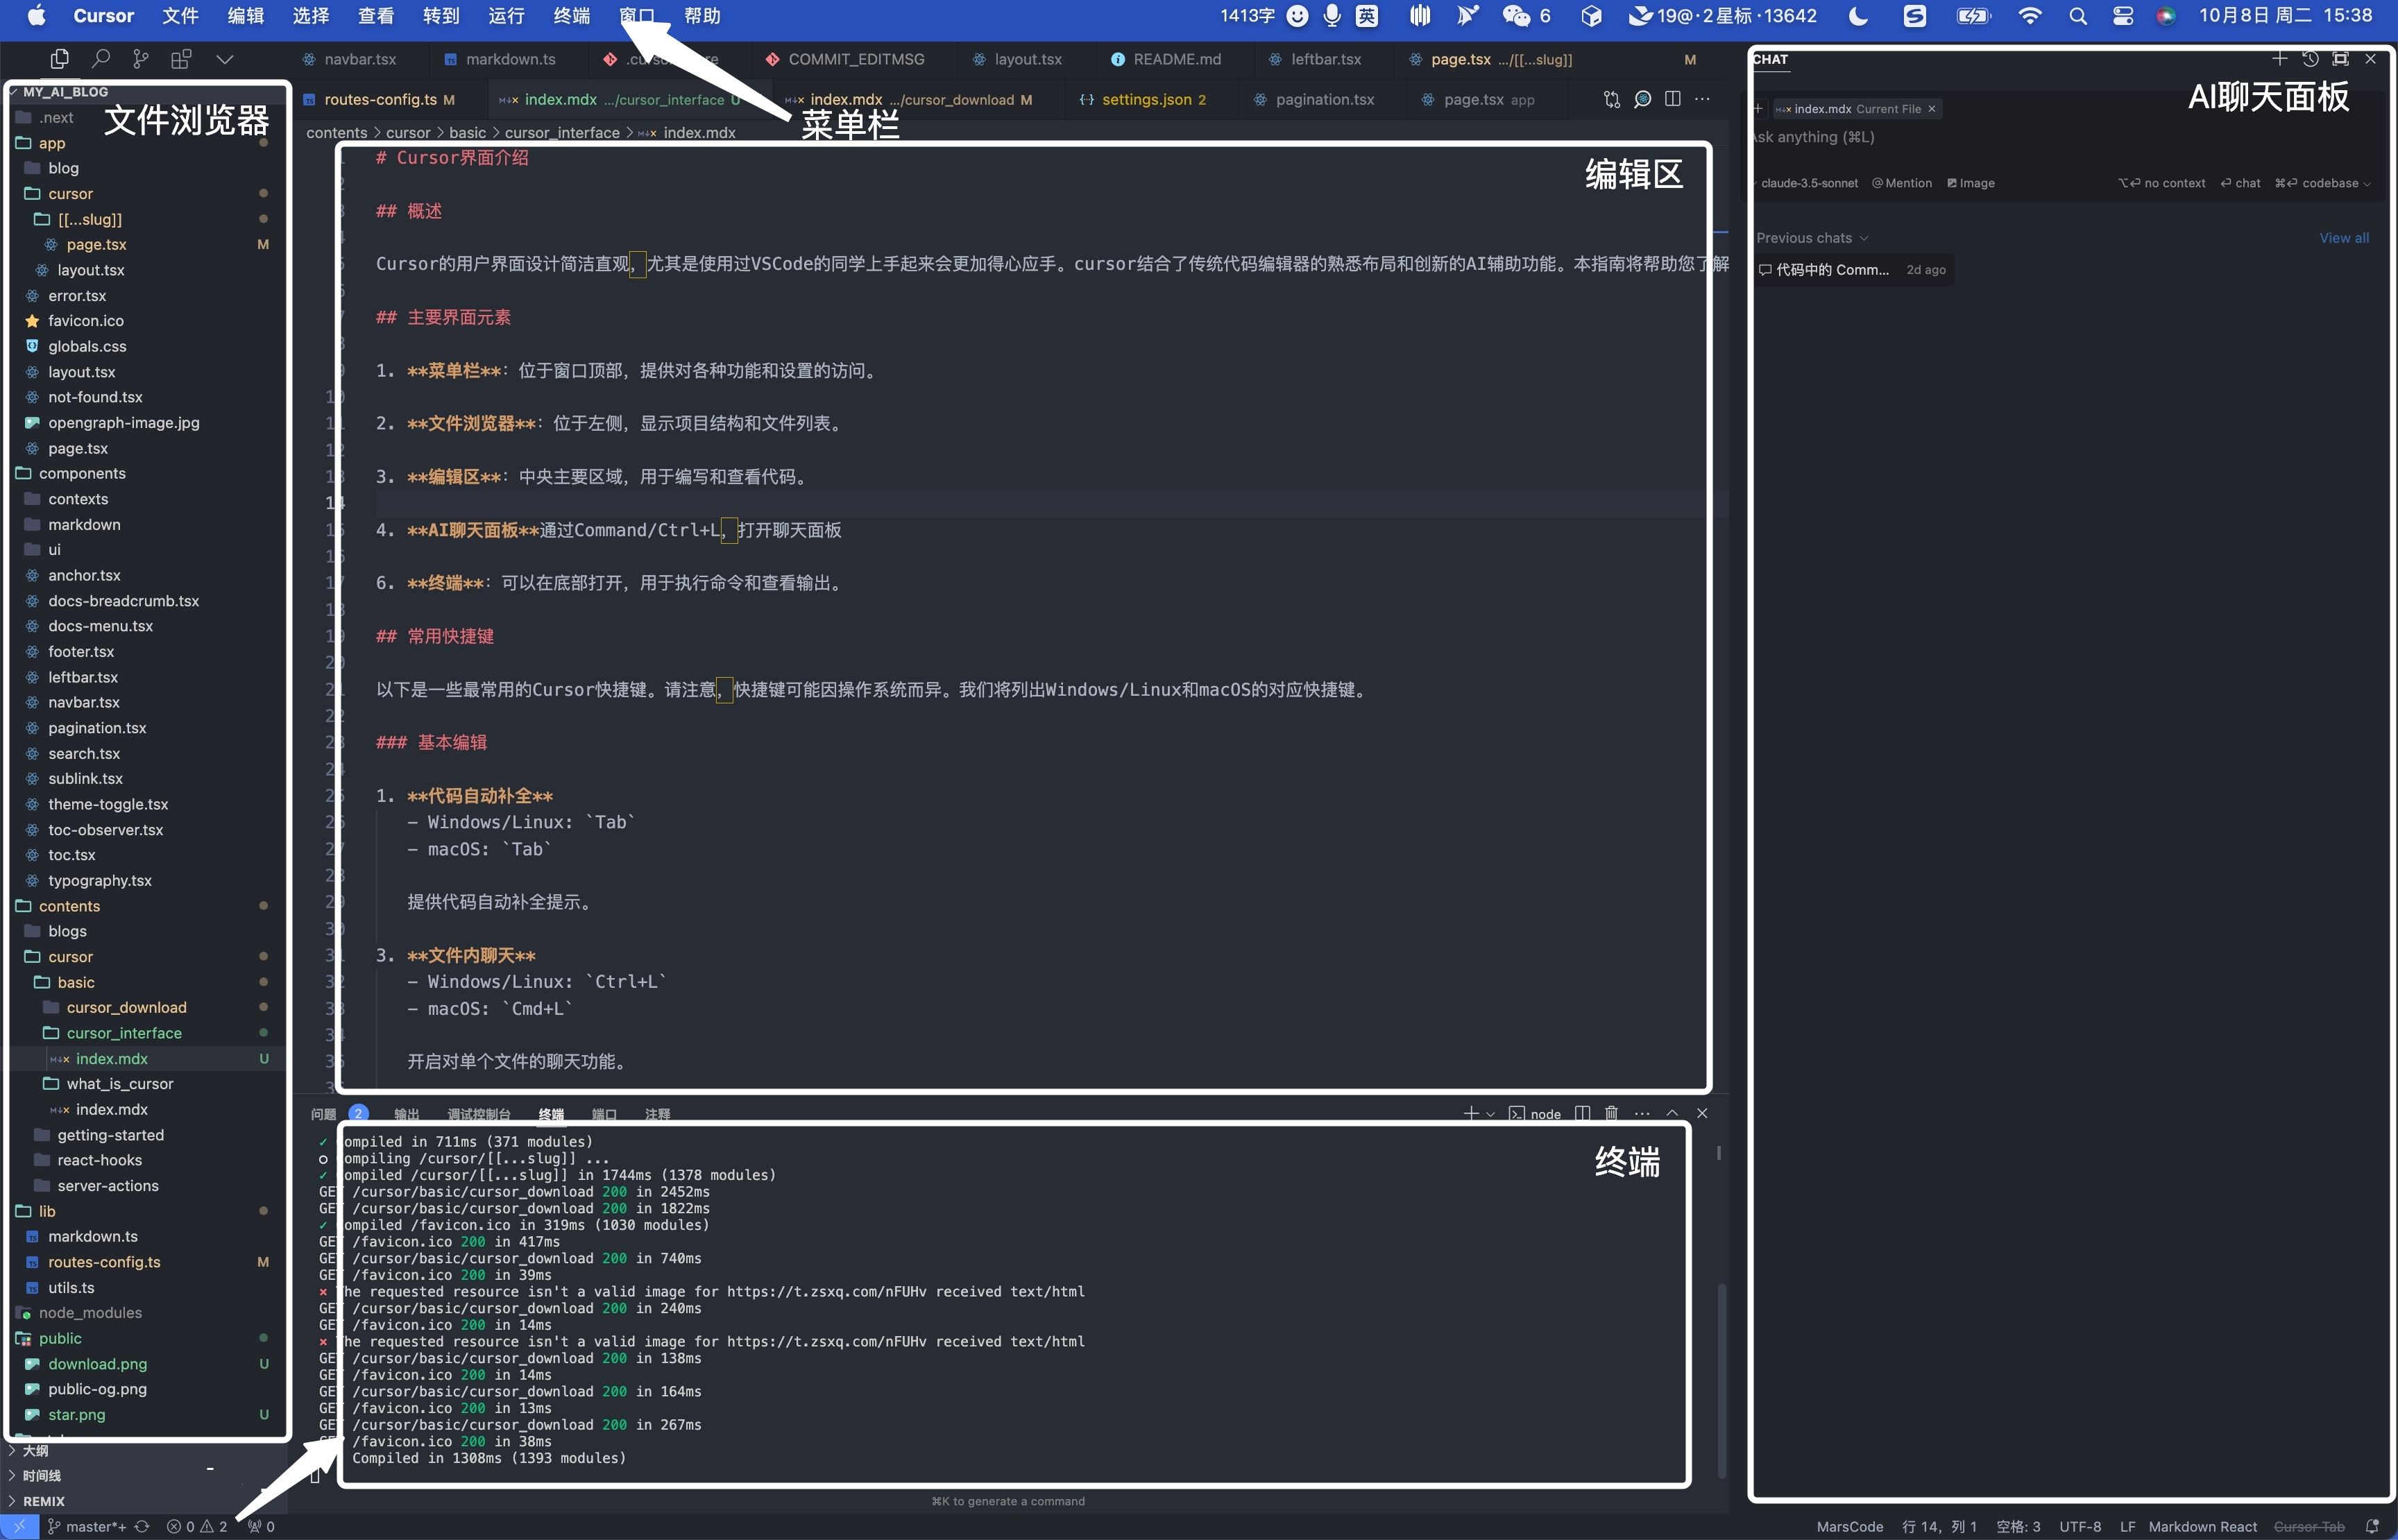 Cursor 文件 编辑 选择 查看 转到 运行 终端 窗口 帮助 1413字 英 6 19@·2星标·13642 10月8日 周二 15:38
navbar.tsx markdown.ts COMMIT_EDITMSG layout.tsx README.md leftbar.tsx page.tsx .../[[...slug]] M
routes-config.ts M index.mdx .../cursor_interface U index.mdx .../cursor_download M settings.json 2 pagination.tsx page.tsx app
contents > cursor > basic > cursor_interface > index.mdx
菜单栏
MY_AI_BLOG
文件浏览器
.next
app
blog
cursor
[[...slug]]
page.tsx M
layout.tsx
error.tsx
favicon.ico
globals.css
layout.tsx
not-found.tsx
opengraph-image.jpg
page.tsx
components
contexts
markdown
ui
anchor.tsx
docs-breadcrumb.tsx
docs-menu.tsx
footer.tsx
leftbar.tsx
navbar.tsx
pagination.tsx
search.tsx
sublink.tsx
theme-toggle.tsx
toc-observer.tsx
toc.tsx
typography.tsx
contents
blogs
cursor
basic
cursor_download
cursor_interface
index.mdx U
what_is_cursor
index.mdx
getting-started
react-hooks
server-actions
lib
markdown.ts
routes-config.ts M
utils.ts
node_modules
public
download.png U
public-og.png
star.png U
大纲
时间线
REMIX
编辑区
# Cursor界面介绍
## 概述
Cursor的用户界面设计简洁直观，尤其是使用过VSCode的同学上手起来会更加得心应手。cursor结合了传统代码编辑器的熟悉布局和创新的AI辅助功能。本指南将帮助您了解
## 主要界面元素
1. **菜单栏**: 位于窗口顶部，提供对各种功能和设置的访问。
2. **文件浏览器**: 位于左侧，显示项目结构和文件列表。
3. **编辑区**: 中央主要区域，用于编写和查看代码。
14
4. **AI聊天面板**通过Command/Ctrl+L，打开聊天面板
6. **终端**: 可以在底部打开，用于执行命令和查看输出。
## 常用快捷键
以下是一些最常用的Cursor快捷键。请注意，快捷键可能因操作系统而异。我们将列出Windows/Linux和macOS的对应快捷键。
### 基本编辑
1. **代码自动补全**
- Windows/Linux: `Tab`
- macOS: `Tab`
提供代码自动补全提示。
3. **文件内聊天**
- Windows/Linux: `Ctrl+L`
- macOS: `Cmd+L`
开启对单个文件的聊天功能。
问题 2 输出 调试控制台 终端 端口 注释 node
终端
✓ ompiled in 711ms (371 modules)
○ ompiling /cursor/[[...slug]] ...
✓ ompiled /cursor/[[...slug]] in 1744ms (1378 modules)
GET /cursor/basic/cursor_download 200 in 2452ms
GET /cursor/basic/cursor_download 200 in 1822ms
✓ ompiled /favicon.ico in 319ms (1030 modules)
GET /favicon.ico 200 in 417ms
GET /cursor/basic/cursor_download 200 in 740ms
GET /favicon.ico 200 in 39ms
× he requested resource isn't a valid image for https://t.zsxq.com/nFUHv received text/html
GET /cursor/basic/cursor_download 200 in 240ms
GET /favicon.ico 200 in 14ms
× he requested resource isn't a valid image for https://t.zsxq.com/nFUHv received text/html
GET /cursor/basic/cursor_download 200 in 138ms
GET /favicon.ico 200 in 14ms
GET /cursor/basic/cursor_download 200 in 164ms
GET /favicon.ico 200 in 13ms
GET /cursor/basic/cursor_download 200 in 267ms
GET /favicon.ico 200 in 38ms
Compiled in 1308ms (1393 modules)
⌘K to generate a command
CHAT
AI聊天面板
index.mdx Current File ×
Ask anything (⌘L)
claude-3.5-sonnet @ Mention Image ⌥⏎ no context ⏎ chat ⌘⏎ codebase
Previous chats View all
代码中的 Comm... 2d ago
master*+ 0 2 0 MarsCode 行 14, 列 1 空格: 3 UTF-8 LF Markdown React Cursor Tab